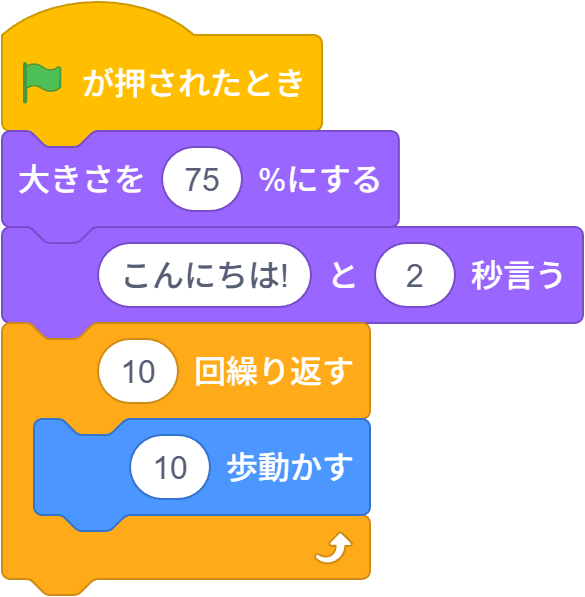 が押されたとき
大きさを 75 %にする
こんにちは! と 2 秒言う
10 回繰り返す
10 歩動かす